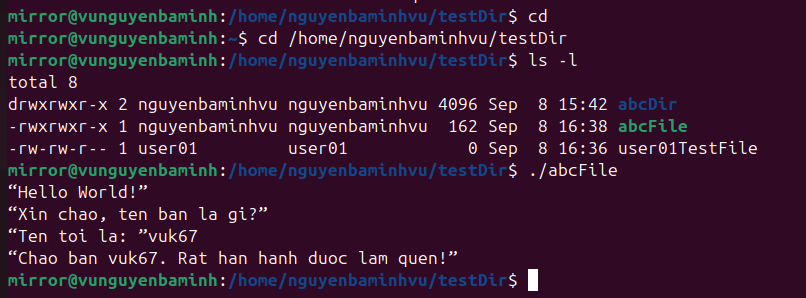 mirror@vunguyenbaminh:/home/nguyenbaminhvu/testDir$ cd
mirror@vunguyenbaminh:~$ cd /home/nguyenbaminhvu/testDir
mirror@vunguyenbaminh:/home/nguyenbaminhvu/testDir$ ls -l
total 8
drwxrwxr-x 2 nguyenbaminhvu nguyenbaminhvu 4096 Sep  8 15:42 abcDir
-rwxrwxr-x 1 nguyenbaminhvu nguyenbaminhvu  162 Sep  8 16:38 abcFile
-rw-rw-r-- 1 user01         user01            0 Sep  8 16:36 user01TestFile
mirror@vunguyenbaminh:/home/nguyenbaminhvu/testDir$ ./abcFile
“Hello World!”
“Xin chao, ten ban la gi?”
“Ten toi la: ”vuk67
“Chao ban vuk67. Rat han hanh duoc lam quen!”
mirror@vunguyenbaminh:/home/nguyenbaminhvu/testDir$